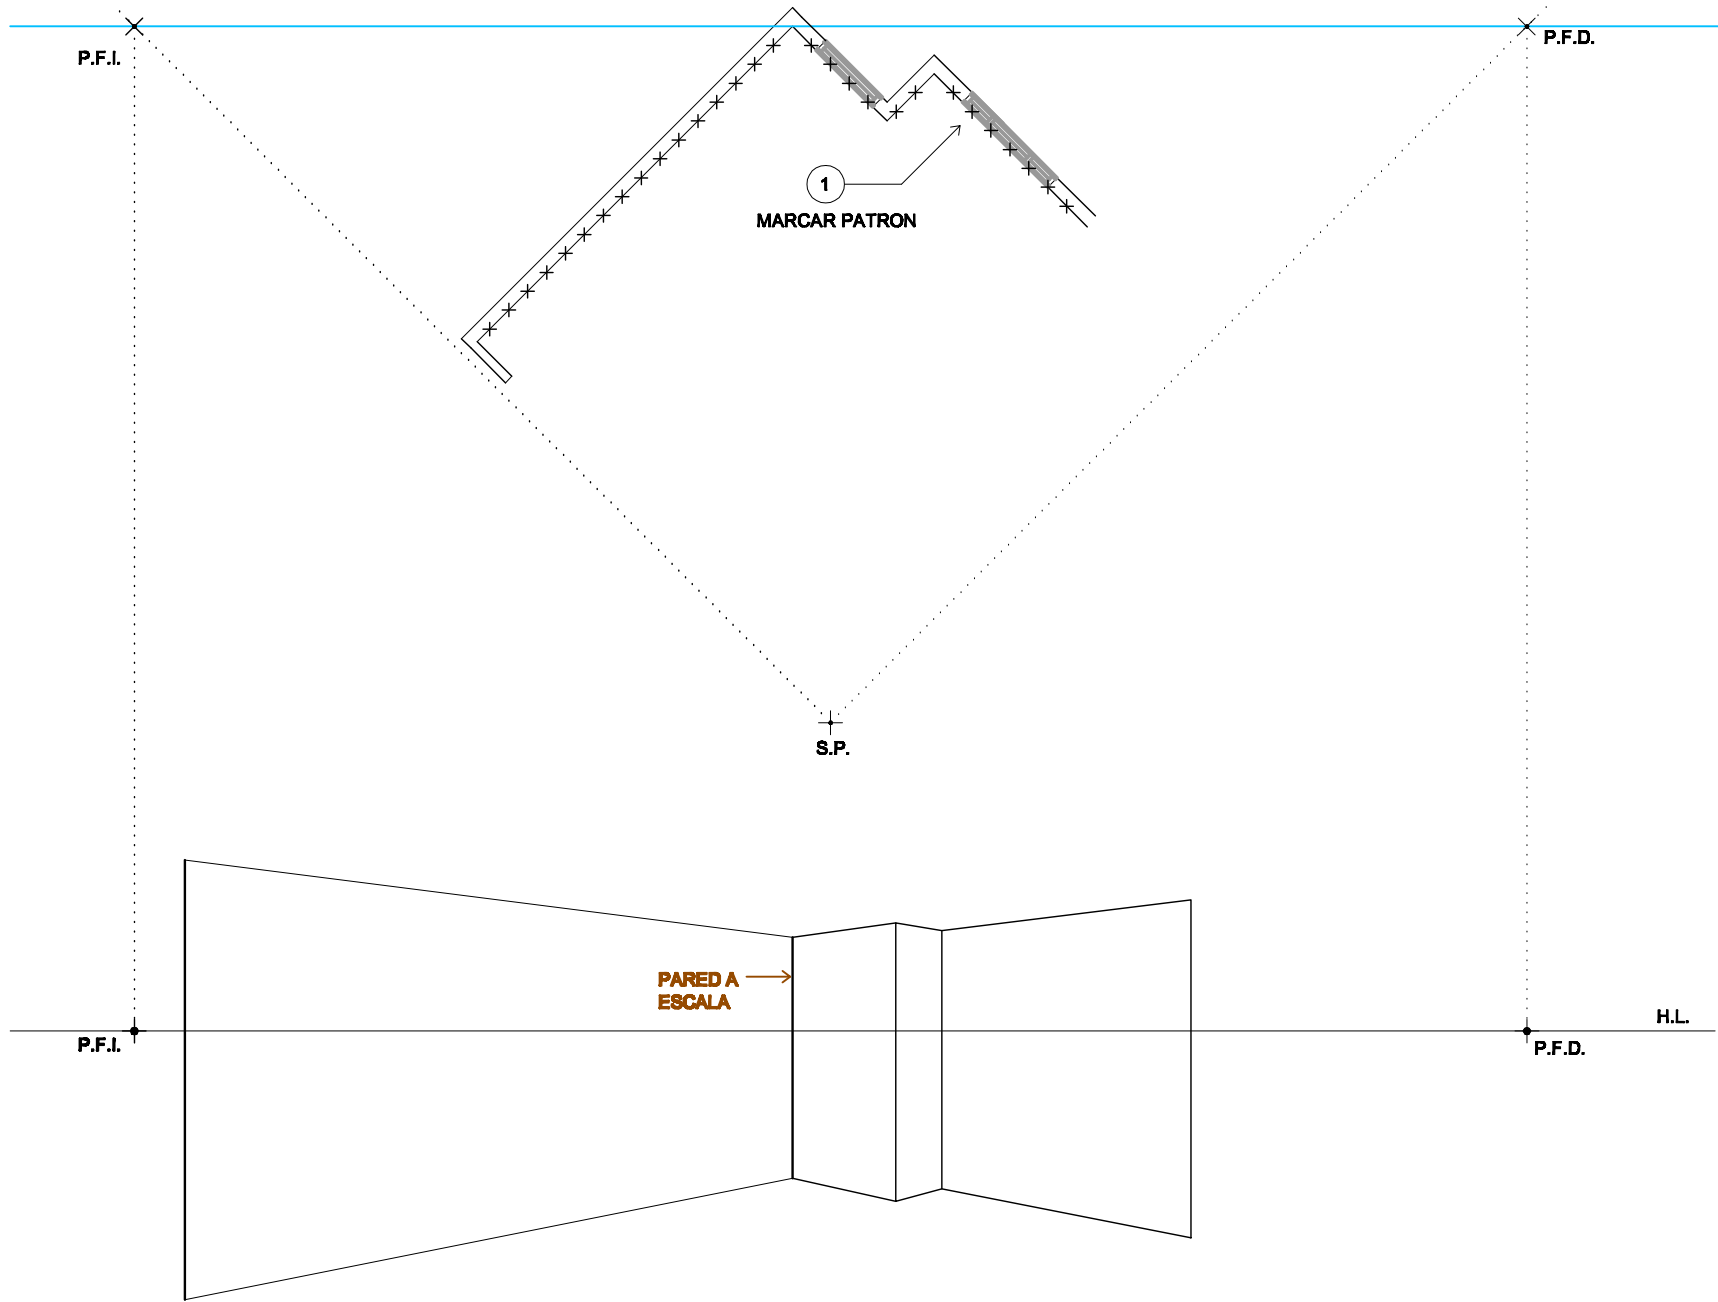 P.F.I.
P.F.D.
1
MARCAR PATRON
S.P.
PARED A
ESCALA
H.L.
P.F.I.
P.F.D.